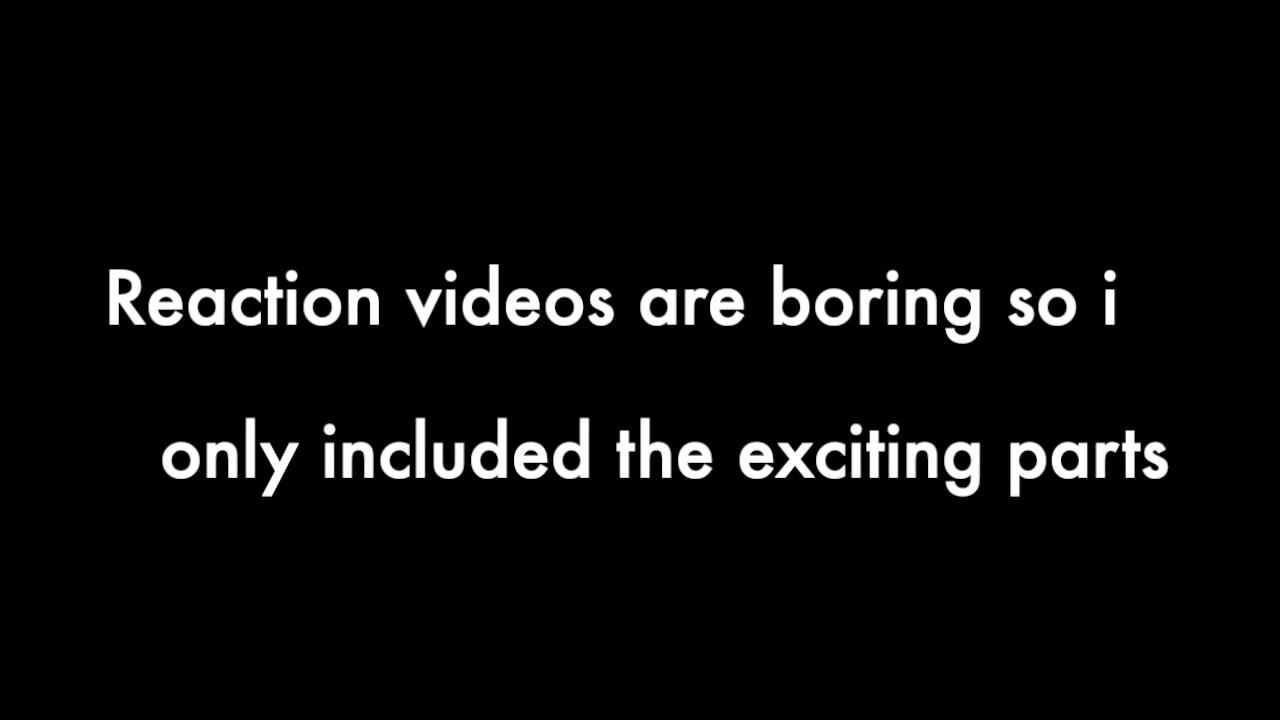 Reaction videos are boring so i
only included the exciting parts